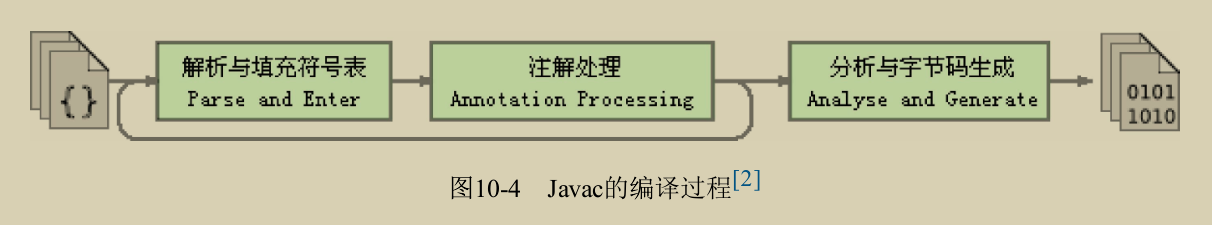 {}
解析与填充符号表
Parse and Enter
注解处理
Annotation Processing
分析与字节码生成
Analyse and Generate
0101
1010
图10-4 Javac的编译过程[2]